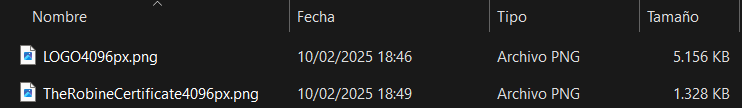 Nombre Fecha Tipo Tamaño
LOGO4096px.png 10/02/2025 18:46 Archivo PNG 5.156 KB
TheRobineCertificate4096px.png 10/02/2025 18:49 Archivo PNG 1.328 KB